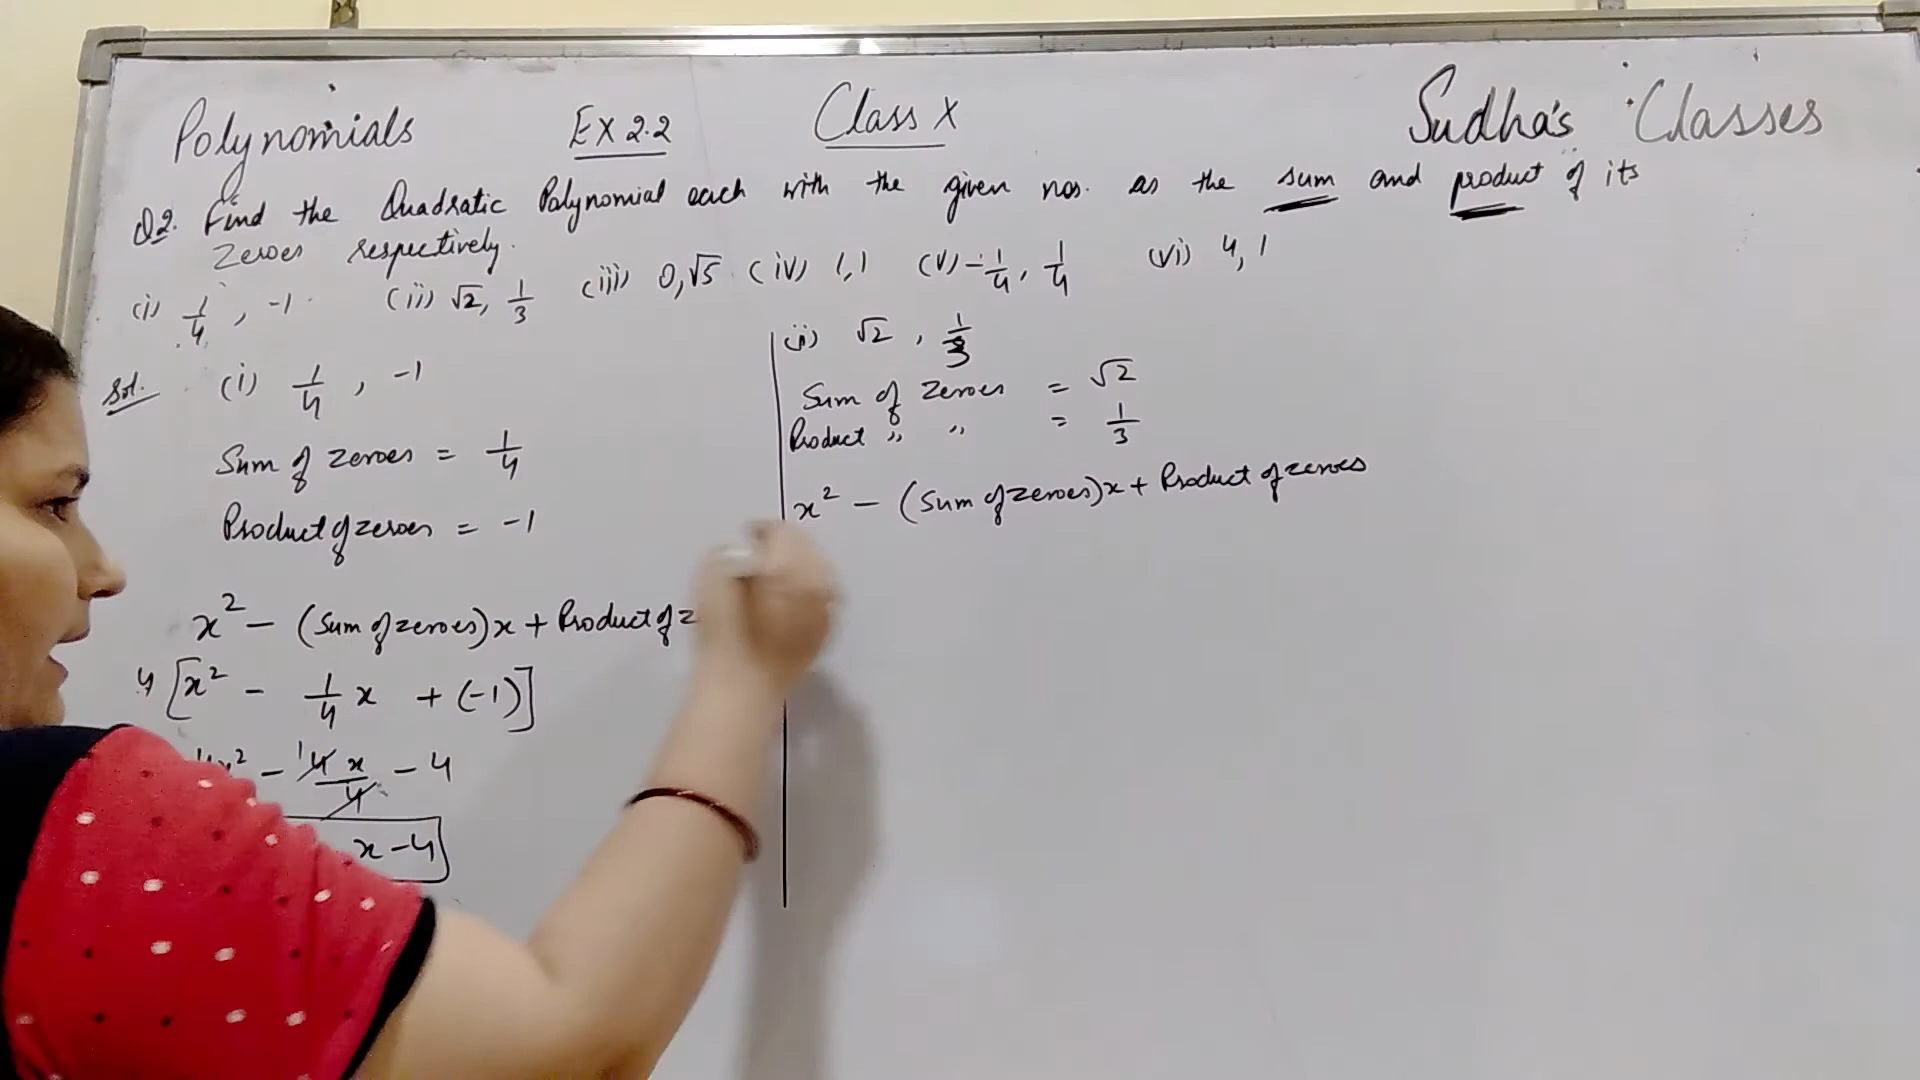 Polynomials EX 2.2 Class X Sudha's Classes
Q2. Find the Quadratic Polynomial each with the given nos. as the sum and product of its
Zeroes respectively.
(i) 1/4, -1 (ii) √2, 1/3 (iii) 0, √5 (iv) 1, 1 (v) -1/4, 1/4 (vi) 4, 1
Sol. (i) 1/4, -1
Sum of zeroes = 1/4
Product of zeroes = -1
x² - (Sum of zeroes)x + Product of z
4[x² - 1/4 x + (-1)]
x² - 4x/4 - 4
x - 4
(ii) √2, 1/3
Sum of Zeroes = √2
Product " " = 1/3
x² - (Sum of zeroes)x + Product of zeroes